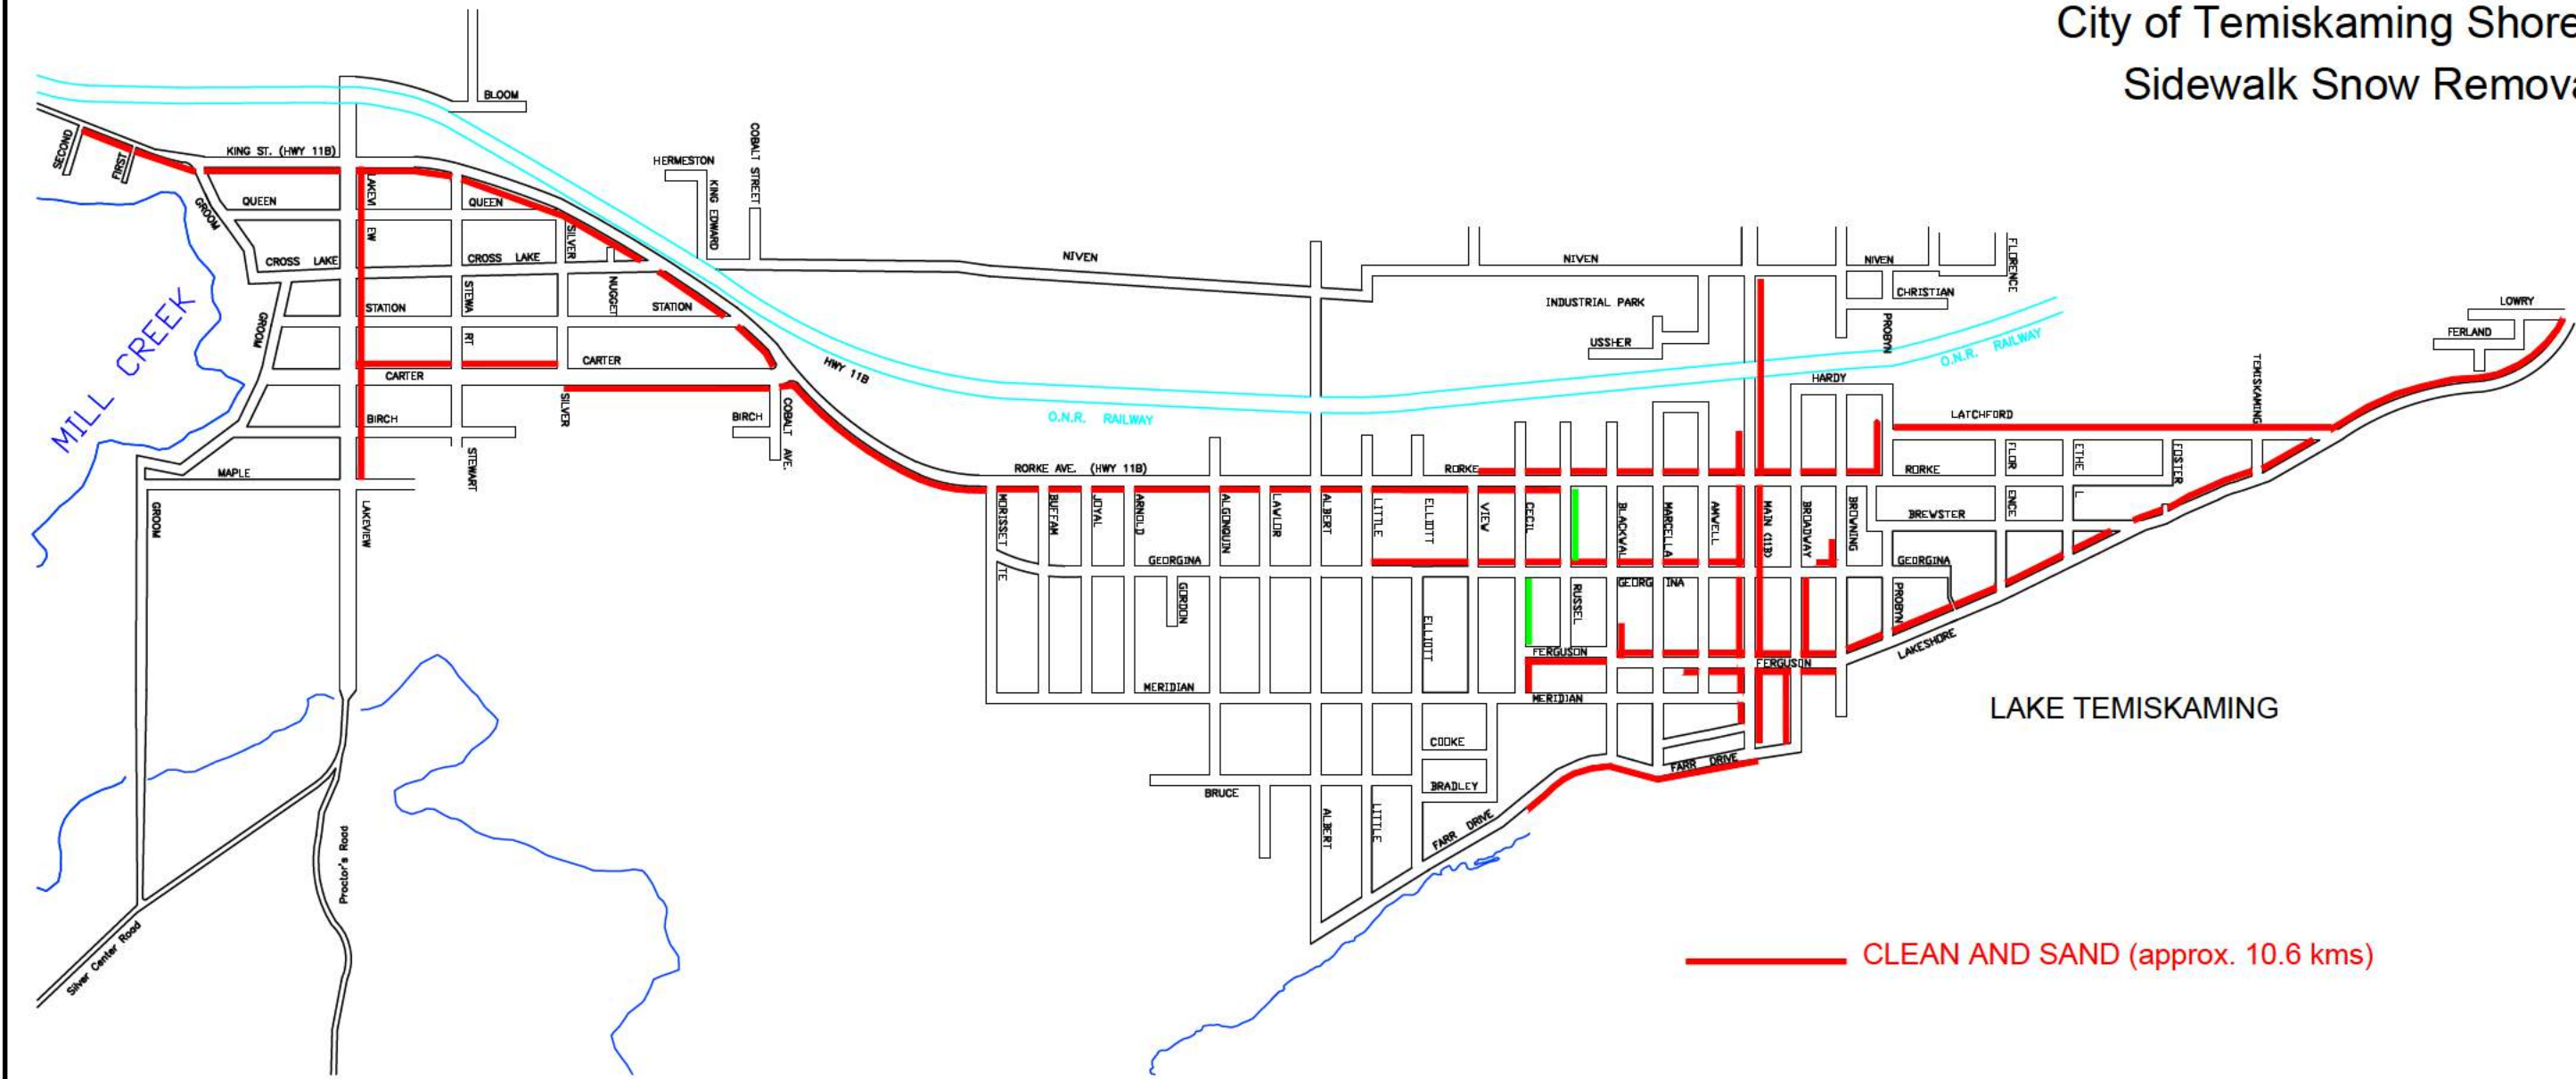 City of Temiskaming Shore
Sidewalk Snow Remova
BLOOM
SECOND
FIRST
KING ST. (HWY 11B)
LAKEVI
EW
QUEEN
QUEEN
GROOM
SILVER
CROSS LAKE
CROSS LAKE
HERMESTON
KING EDWARD
COBALT STREET
NIVEN
NIVEN
NIVEN
FLORENCE
MILL CREEK
GROOM
STATION
STEWA
RT
NUGGET
STATION
INDUSTRIAL PARK
CHRISTIAN
PROBYN
USSHER
O.N.R. RAILWAY
LOWRY
FERLAND
CARTER
CARTER
HWY 11B
HARDY
TEMISKAMING
BIRCH
SILVER
BIRCH
COBALT AVE.
O.N.R. RAILWAY
LATCHFORD
MAPLE
STEWART
RORKE AVE. (HWY 11B)
RORKE
RORKE
FLOR
ENCE
ETHE
L
FOSTER
GROOM
LAKEVIEW
MORISSET
TE
BUFFAM
JOYAL
ARNOLD
ALGONQUIN
LAWLOR
ALBERT
LITTLE
ELLIOTT
VIEW
CECIL
BLACKWAL
MARCELLA
AMWELL
MAIN (11B)
BROADWAY
BROWNING
BREWSTER
GEORGINA
GEORG INA
GEORGINA
GORDON
RUSSEL
PROBYN
ELLIOTT
FERGUSON
FERGUSON
LAKESHORE
MERIDIAN
MERIDIAN
LAKE TEMISKAMING
COOKE
FARR DRIVE
BRADLEY
BRUCE
ALBERT
LITTLE
FARR DRIVE
Proctor's Road
Silver Center Road
CLEAN AND SAND (approx. 10.6 kms)